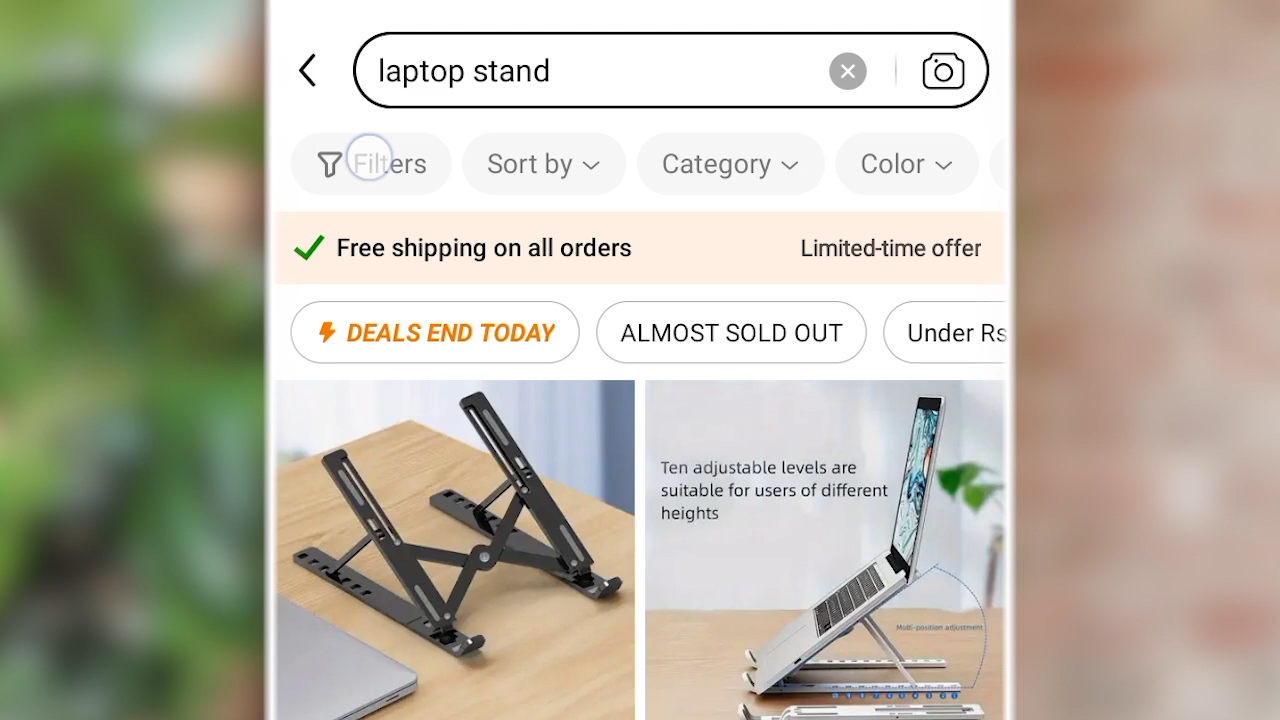 laptop stand
Filters
Sort by
Category
Color
Free shipping on all orders
Limited-time offer
DEALS END TODAY
ALMOST SOLD OUT
Under Rs
Ten adjustable levels are
suitable for users of different
heights
Multi-position adjustment